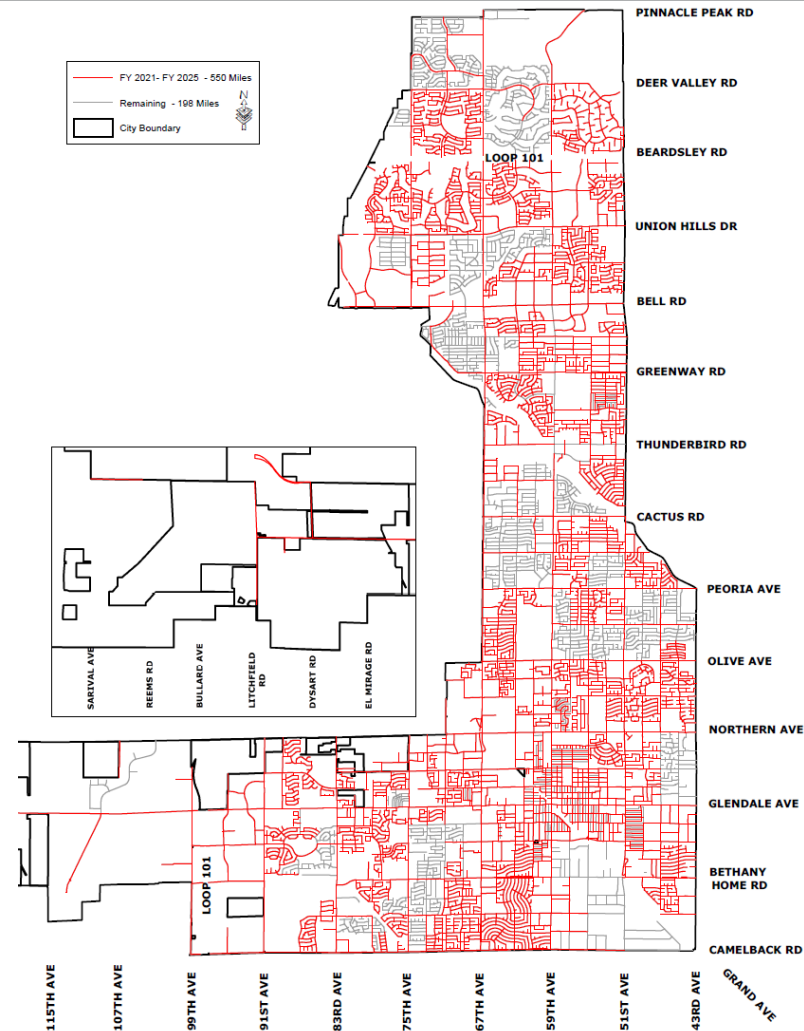 PINNACLE PEAK RD
FY 2021- FY 2025 - 550 Miles
Remaining - 198 Miles
City Boundary
N
DEER VALLEY RD
BEARDSLEY RD
LOOP 101
UNION HILLS DR
BELL RD
GREENWAY RD
THUNDERBIRD RD
CACTUS RD
PEORIA AVE
OLIVE AVE
SARIVAL AVE
REEMS RD
BULLARD AVE
LITCHFIELD
RD
DYSART RD
EL MIRAGE RD
NORTHERN AVE
GLENDALE AVE
BETHANY
HOME RD
LOOP 101
CAMELBACK RD
115TH AVE
107TH AVE
99TH AVE
91ST AVE
83RD AVE
75TH AVE
67TH AVE
59TH AVE
51ST AVE
43RD AVE
GRAND AVE